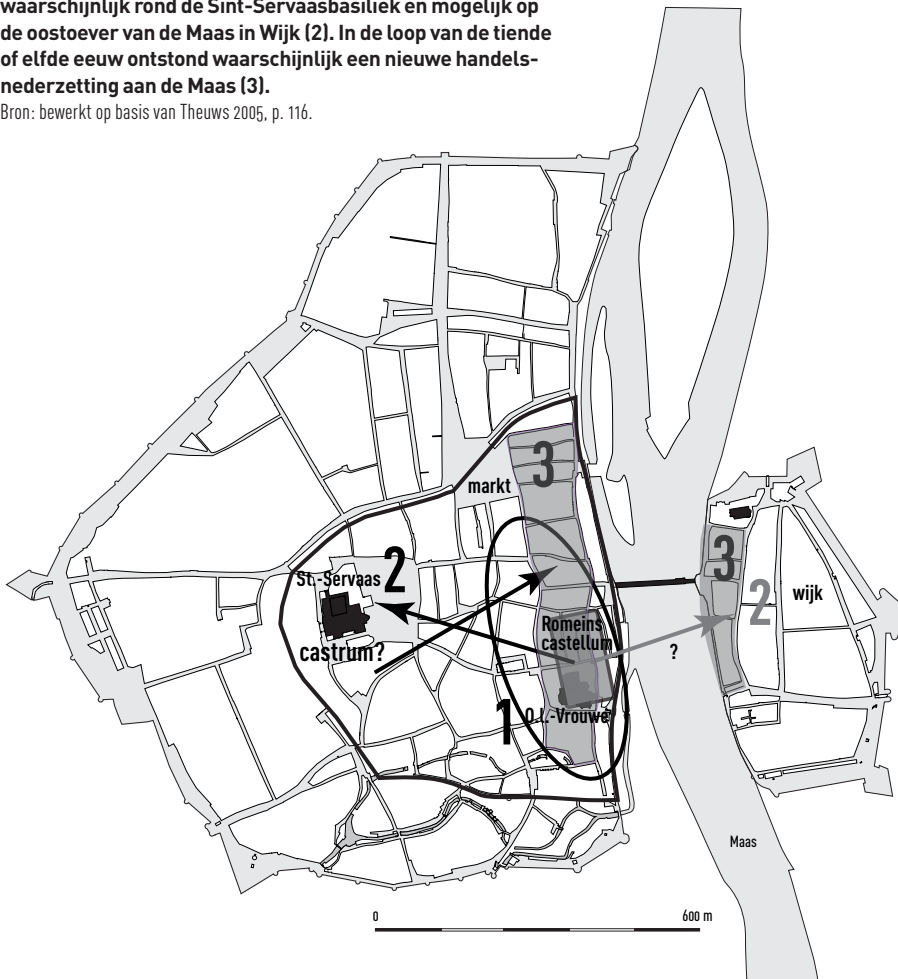 waarschijnlijk rond de Sint-Servaasbasiliek en mogelijk op
de oostoever van de Maas in Wijk (2). In de loop van de tiende
of elfde eeuw ontstond waarschijnlijk een nieuwe handels-
nederzetting aan de Maas (3).
Bron: bewerkt op basis van Theuws 2005, p. 116.
3
markt
3
2
St.-Servaas
2
wijk
Romeins
castellum
castrum?
?
1
O.L.-Vrouwe
Maas
0
600 m